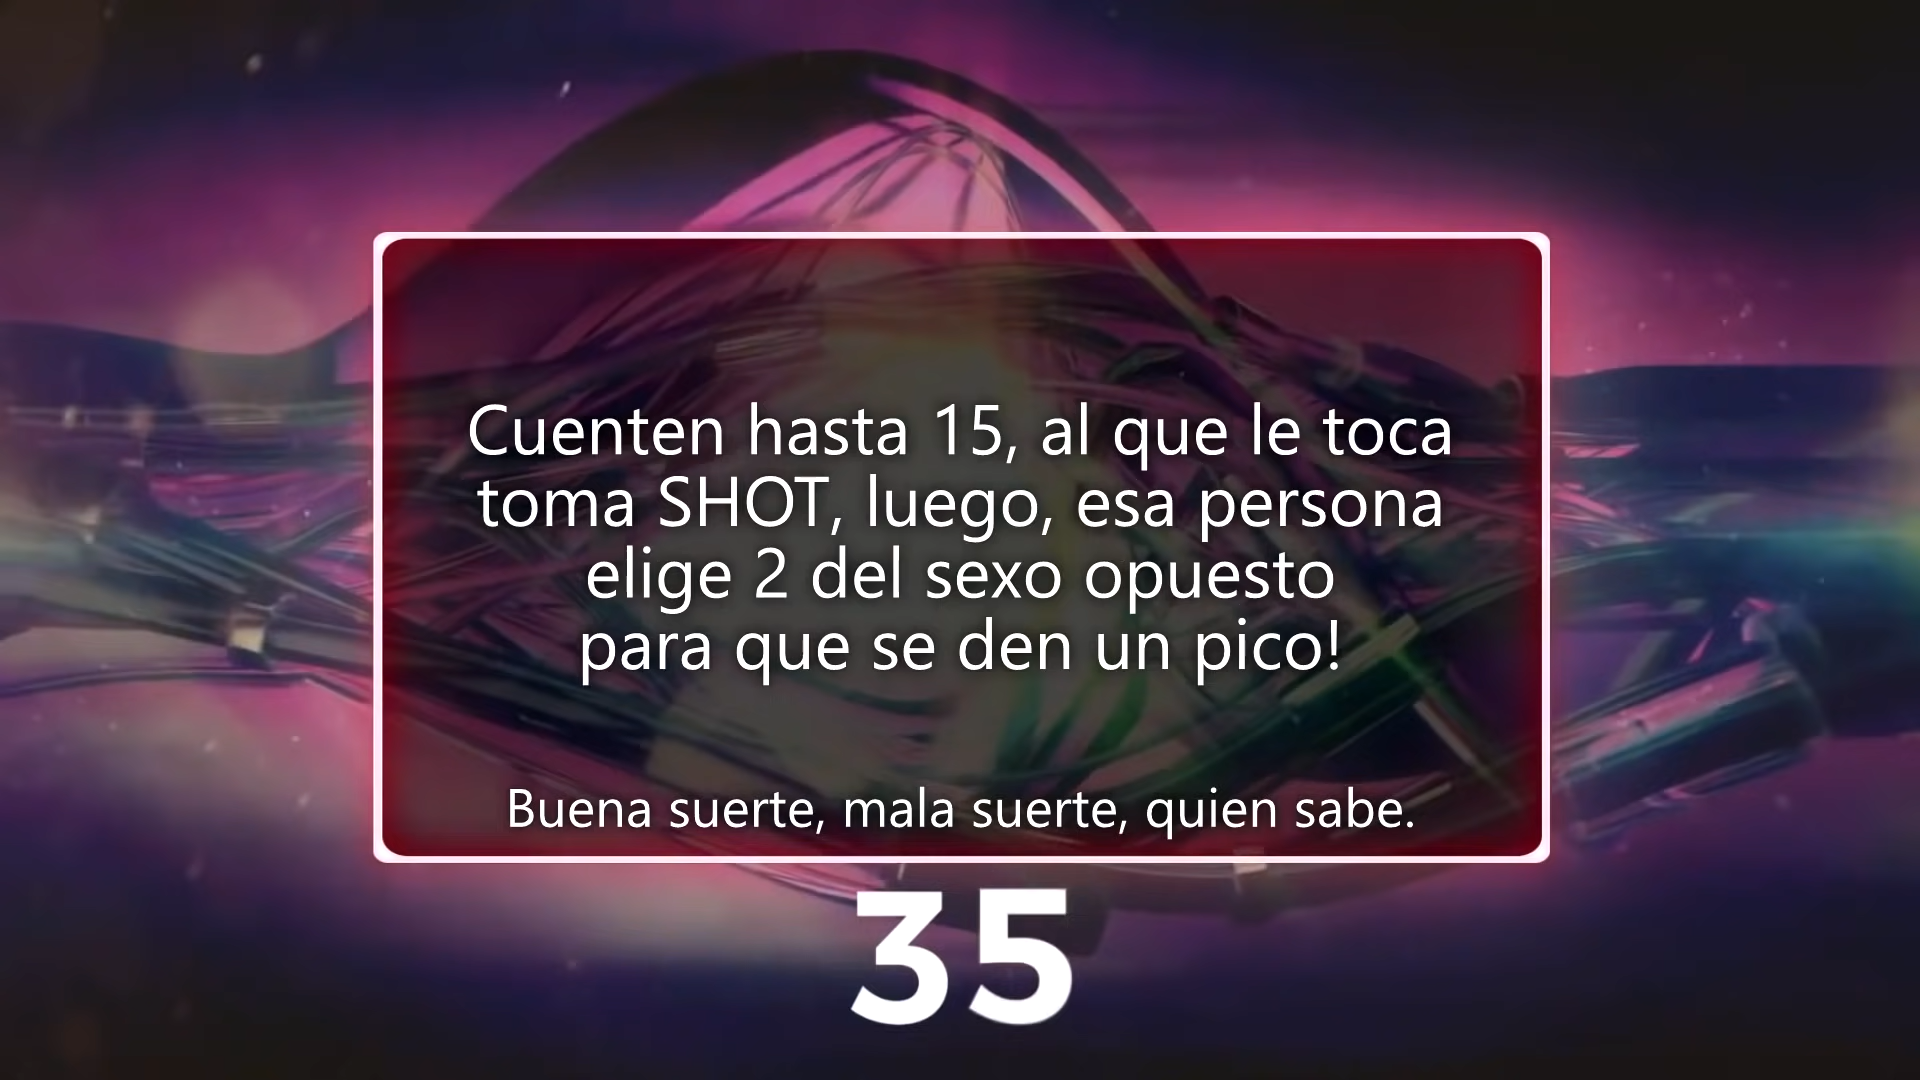 Cuenten hasta 15, al que le toca
toma SHOT, luego, esa persona
elige 2 del sexo opuesto
para que se den un pico!
Buena suerte, mala suerte, quien sabe.
35